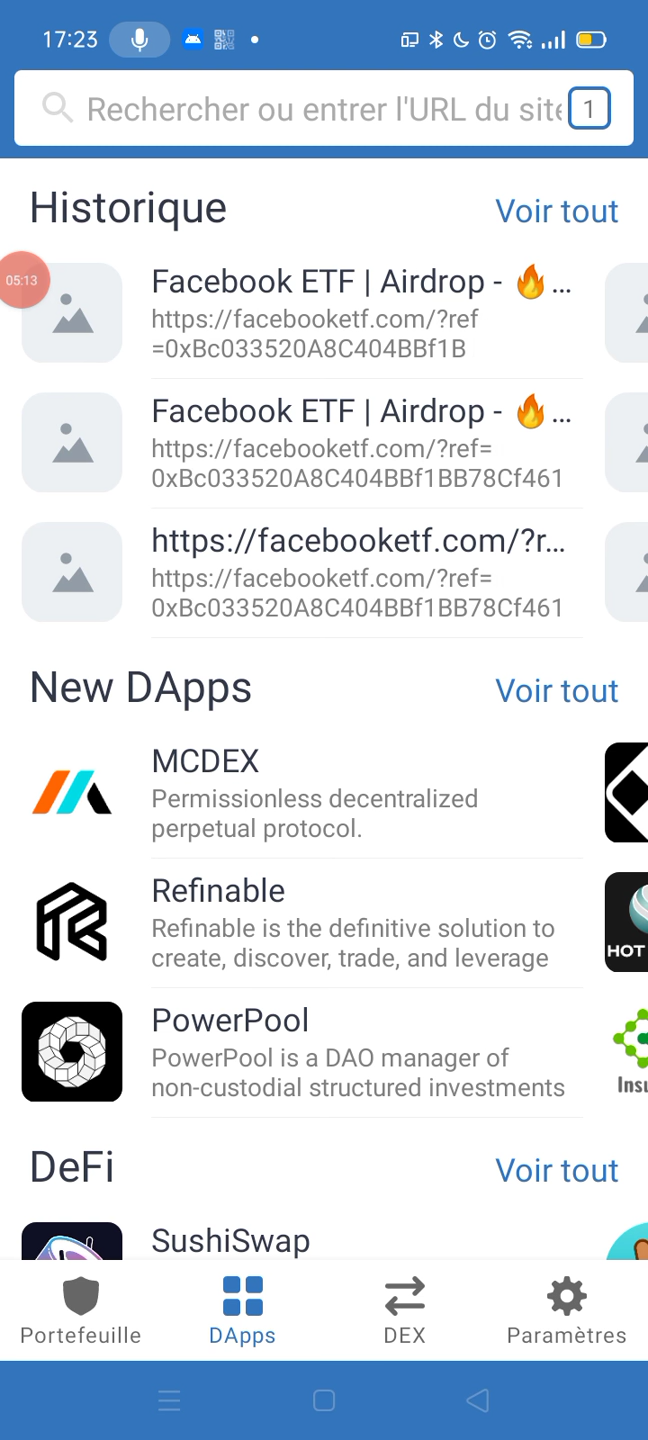 17:23
Rechercher ou entrer l'URL du site
1
Historique
Voir tout
05:13
Facebook ETF | Airdrop - 🔥...
https://facebooketf.com/?ref
=0xBc033520A8C404BBf1B
Facebook ETF | Airdrop - 🔥...
https://facebooketf.com/?ref=
0xBc033520A8C404BBf1BB78Cf461
https://facebooketf.com/?r...
https://facebooketf.com/?ref=
0xBc033520A8C404BBf1BB78Cf461
New DApps
Voir tout
MCDEX
Permissionless decentralized
perpetual protocol.
Refinable
Refinable is the definitive solution to
create, discover, trade, and leverage
HOT
PowerPool
PowerPool is a DAO manager of
non-custodial structured investments
Insu
DeFi
Voir tout
SushiSwap
Portefeuille
DApps
DEX
Paramètres